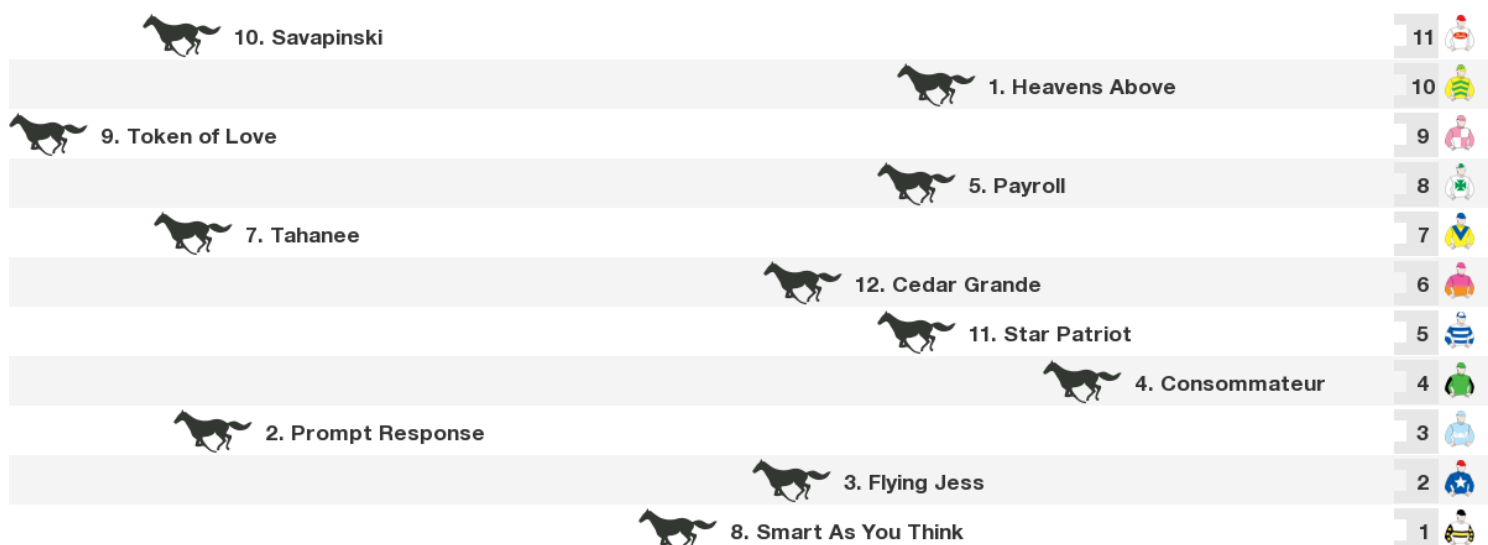 10. Savapinski 11
1. Heavens Above 10
9. Token of Love 9
5. Payroll 8
7. Tahanee 7
12. Cedar Grande 6
11. Star Patriot 5
4. Consommateur 4
2. Prompt Response 3
3. Flying Jess 2
8. Smart As You Think 1